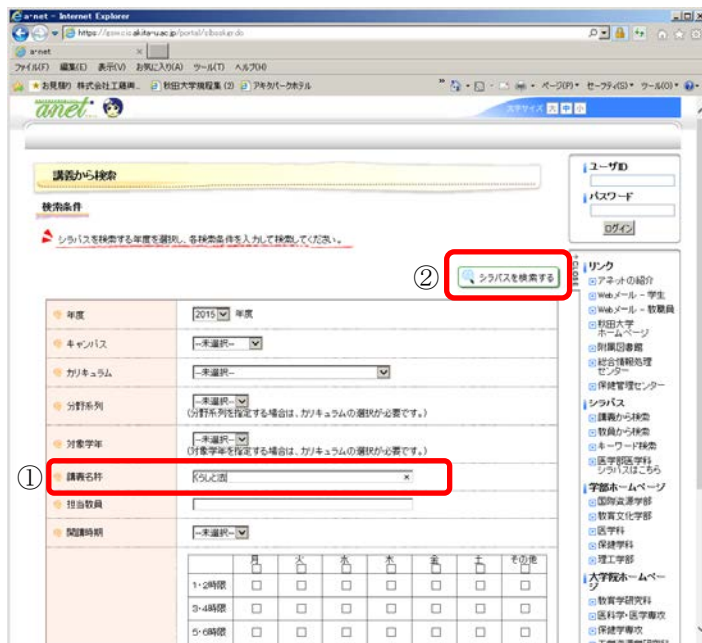 a-net - Internet Explorer
https://eswcis.akita-u.ac.jp/portal/slbssker.do
a-net
ファイル(F) 編集(E) 表示(V) お気に入り(A) ツール(T) ヘルプ(H)
お見積り 株式会社工藤興... 秋田大学規程集 (2) アキタパークホテル
ページ(P) セーフティ(S) ツール(O)
anet
文字サイズ 大 中 小
講義から検索
検索条件
シラバスを検索する年度を選択し、各検索条件を入力して検索してください。
②
シラバスを検索する
年度 2015 年度
キャンパス --未選択--
カリキュラム --未選択--
分野系列 --未選択--
(分野系列を指定する場合は、カリキュラムの選択が必要です。)
対象学年 --未選択--
(対象学年を指定する場合は、カリキュラムの選択が必要です。)
①
講義名称 くらしと法
担当教員
開講時期 --未選択--
月 火 水 木 金 土 その他
1・2時限
3・4時限
5・6時限
ユーザID
パスワード
ログイン
CLOSE
リンク
アネットの紹介
Webメール - 学生
Webメール - 教職員
秋田大学
ホームページ
附属図書館
総合情報処理
センター
保健管理センター
シラバス
講義から検索
教員から検索
キーワード検索
医学部医学科
シラバスはこちら
学部ホームページ
国際資源学部
教育文化学部
医学科
保健学科
理工学部
大学院ホームペー
ジ
教育学研究科
医科学・医学専攻
保健学専攻